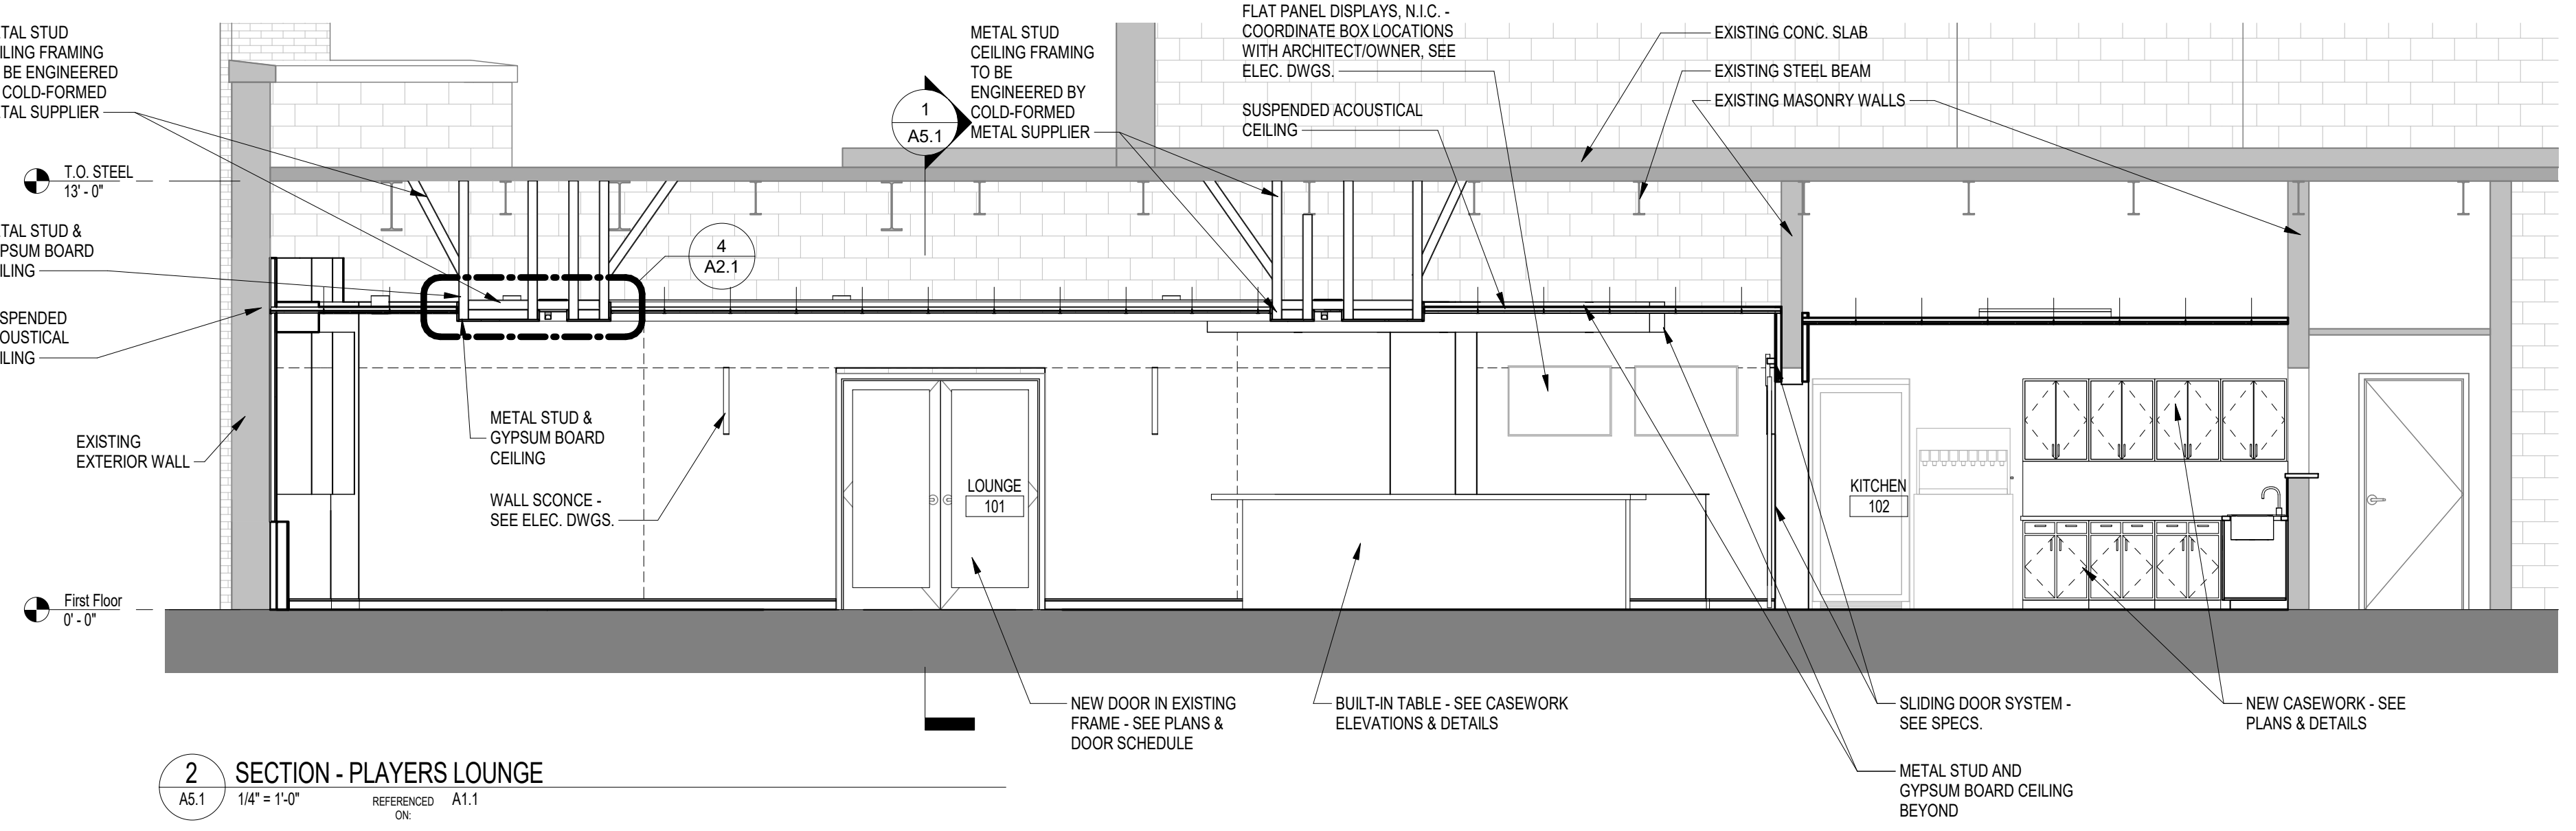 TAL STUD
ILING FRAMING
BE ENGINEERED
COLD-FORMED
TAL SUPPLIER
T.O. STEEL
13' - 0"
TAL STUD &
PSUM BOARD
ILING
SPENDED
OUSTICAL
ILING
EXISTING
EXTERIOR WALL
First Floor
0' - 0"
METAL STUD &
GYPSUM BOARD
CEILING
WALL SCONCE -
SEE ELEC. DWGS.
4
A2.1
1
A5.1
METAL STUD
CEILING FRAMING
TO BE
ENGINEERED BY
COLD-FORMED
METAL SUPPLIER
FLAT PANEL DISPLAYS, N.I.C. -
COORDINATE BOX LOCATIONS
WITH ARCHITECT/OWNER, SEE
ELEC. DWGS.
SUSPENDED ACOUSTICAL
CEILING
EXISTING CONC. SLAB
EXISTING STEEL BEAM
EXISTING MASONRY WALLS
LOUNGE
101
KITCHEN
102
NEW DOOR IN EXISTING
FRAME - SEE PLANS &
DOOR SCHEDULE
BUILT-IN TABLE - SEE CASEWORK
ELEVATIONS & DETAILS
SLIDING DOOR SYSTEM -
SEE SPECS.
NEW CASEWORK - SEE
PLANS & DETAILS
METAL STUD AND
GYPSUM BOARD CEILING
BEYOND
2
A5.1
SECTION - PLAYERS LOUNGE
1/4" = 1'-0"
REFERENCED
ON:
A1.1